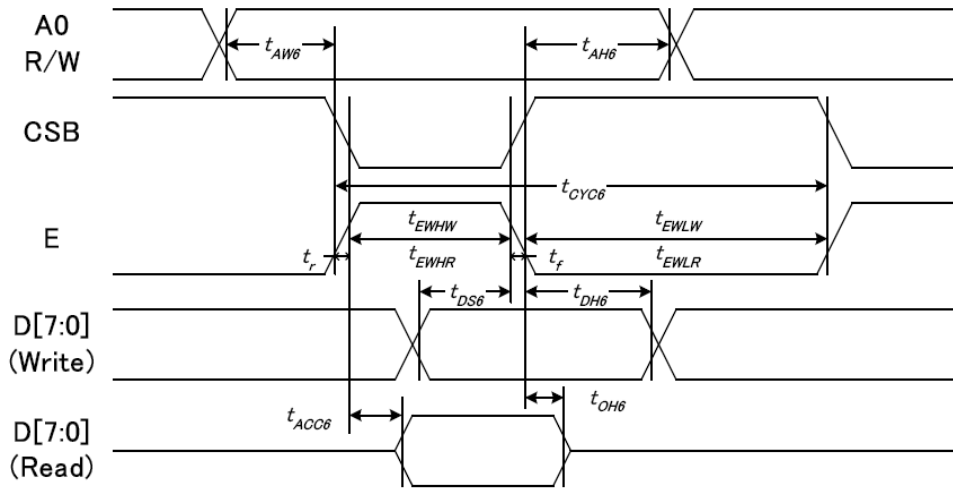 A0
R/W
tAW6
tAH6
CSB
tCYC6
E
tEWHW
tEWLW
tr
tEWHR
tf
tEWLR
tDS6
tDH6
D[7:0]
(Write)
tACC6
tOH6
D[7:0]
(Read)